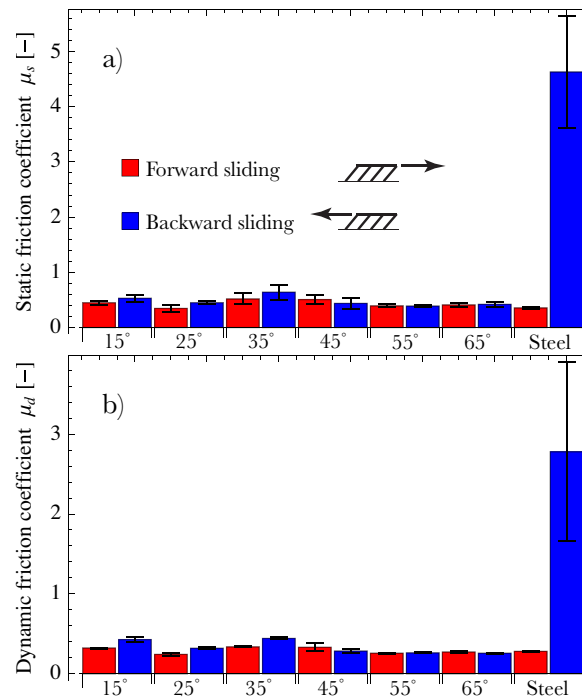 Static friction coefficient μs [−]
5
4
3
2
1
0
a)
Forward sliding
Backward sliding
15° 25° 35° 45° 55° 65° Steel
Dynamic friction coefficient μd [−]
3
2
1
0
b)
15° 25° 35° 45° 55° 65° Steel